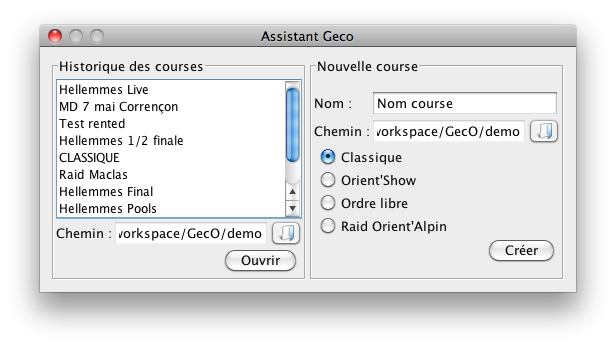 Assistant Geco
Historique des courses
Hellemmes Live
MD 7 mai Corrençon
Test rented
Hellemmes 1/2 finale
CLASSIQUE
Raid Maclas
Hellemmes Final
Hellemmes Pools
Chemin : workspace/GecO/demo
Ouvrir
Nouvelle course
Nom : Nom course
Chemin : workspace/GecO/demo
Classique
Orient'Show
Ordre libre
Raid Orient'Alpin
Créer